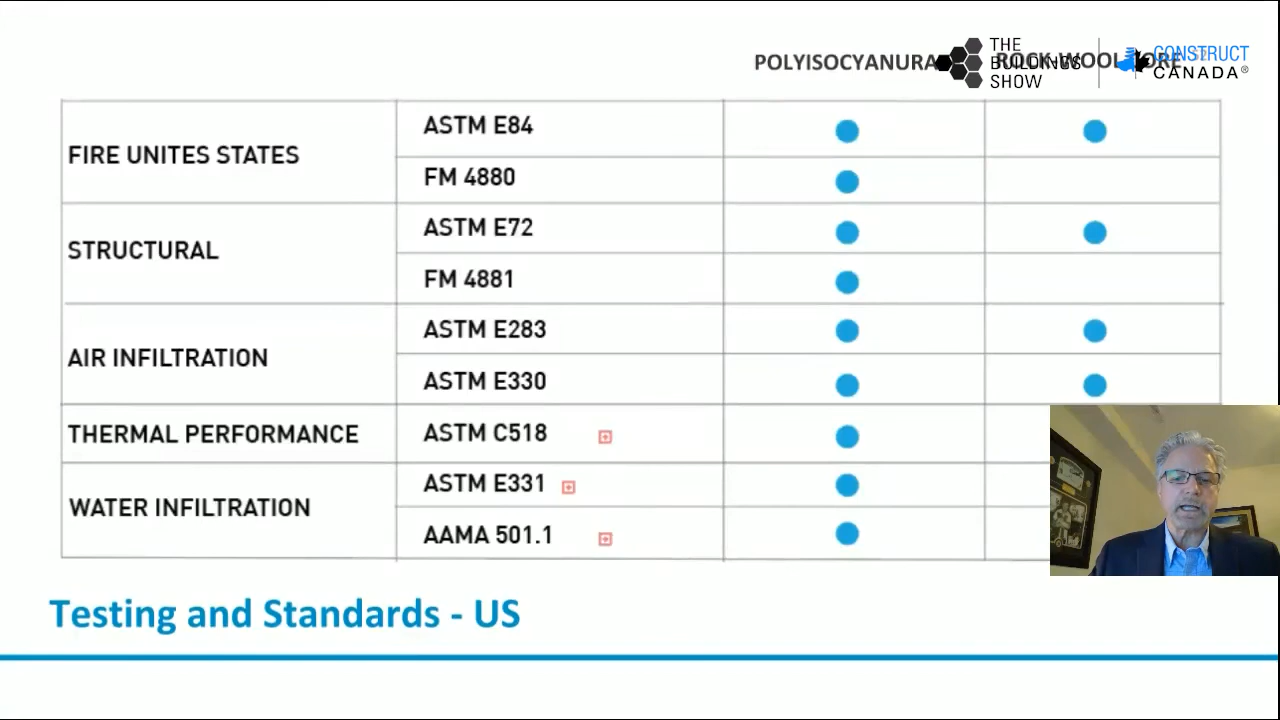 POLYISOCYANURA
THE
BUILDINGS
SHOW
CONSTRUCT
CANADA®
FIRE UNITES STATES
ASTM E84
FM 4880
STRUCTURAL
ASTM E72
FM 4881
AIR INFILTRATION
ASTM E283
ASTM E330
THERMAL PERFORMANCE
ASTM C518
WATER INFILTRATION
ASTM E331
AAMA 501.1
Testing and Standards - US